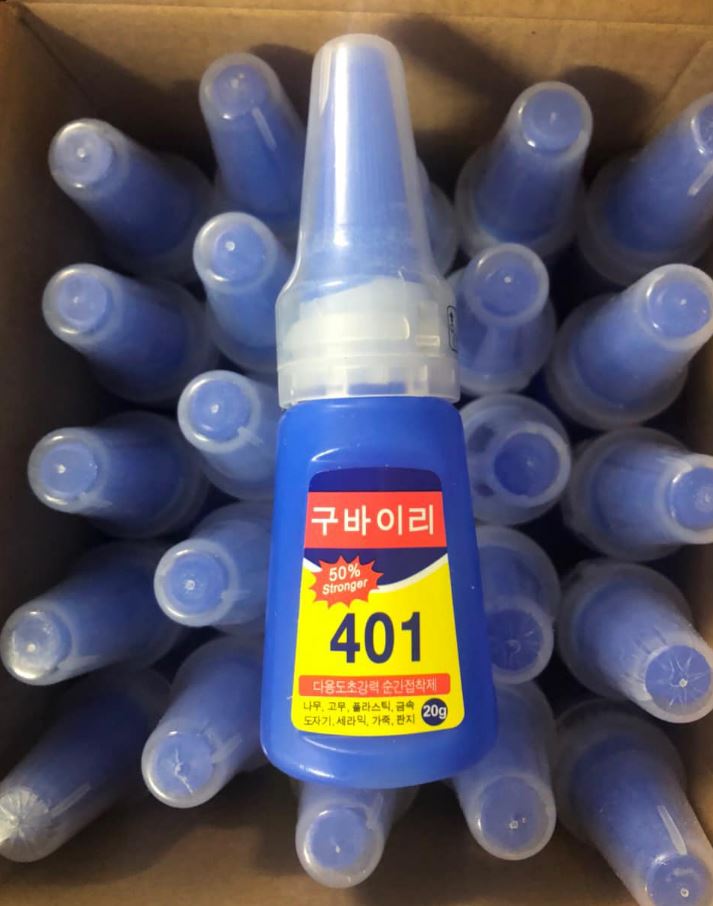 구바이리
50%
Stronger
401
다용도초강력 순간접착제
나무, 고무, 플라스틱, 금속
도자기, 세라믹, 가죽, 판지
20g